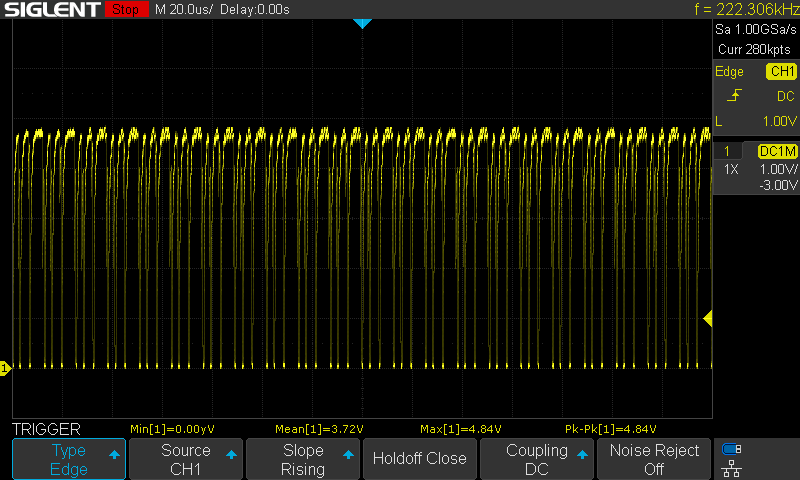 SIGLENT Stop M 20.0us/ Delay:0.00s f = 222.306kHz
Sa 1.00GSa/s
Curr 280kpts
Edge CH1
DC
L 1.00V
1 DC1M
1X 1.00V/
-3.00V
1
TRIGGER Min[1]=0.00yV Mean[1]=3.72V Max[1]=4.84V Pk-Pk[1]=4.84V
Type Source Slope Holdoff Close Coupling Noise Reject
Edge CH1 Rising DC Off